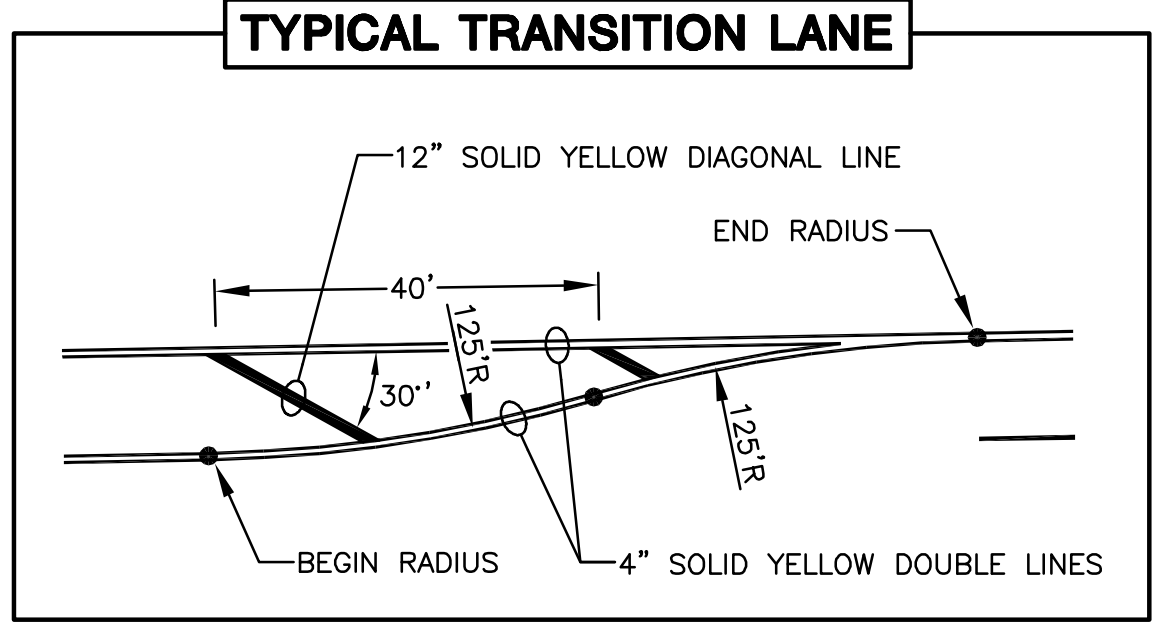 TYPICAL TRANSITION LANE
12” SOLID YELLOW DIAGONAL LINE
END RADIUS
40'
125'R
30°'
125'R
BEGIN RADIUS
4” SOLID YELLOW DOUBLE LINES